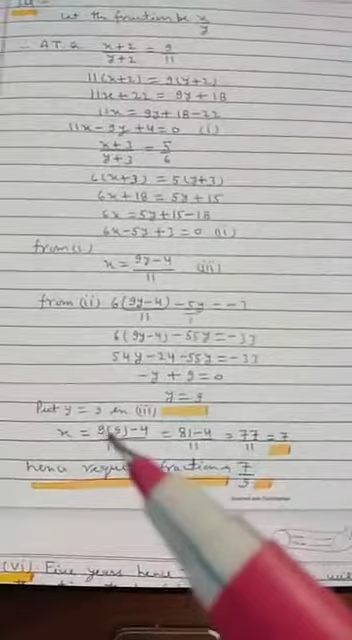 let the fraction be x/y
∴ A.T.Q x+2/y+2 = 9/11
11(x+2) = 9(y+2)
11x+22 = 9y+18
11x = 9y+18-22
11x-9y+4=0 (i)
x+3/y+3 = 5/6
6(x+3) = 5(y+3)
6x+18 = 5y+15
6x = 5y+15-18
6x-5y+3=0 (ii)
from (i)
x = 9y-4/11 (iii)
from (ii) 6(9y-4)/11 - 5y/1 = -3
6(9y-4)-55y=-33
54y-24-55y=-33
-y+9=0
y=9
Put y=9 in (iii)
x = 9(9)-4 = 81-4/11 = 77/11 = 7
hence required fraction 7/9
(vi) Five years hence